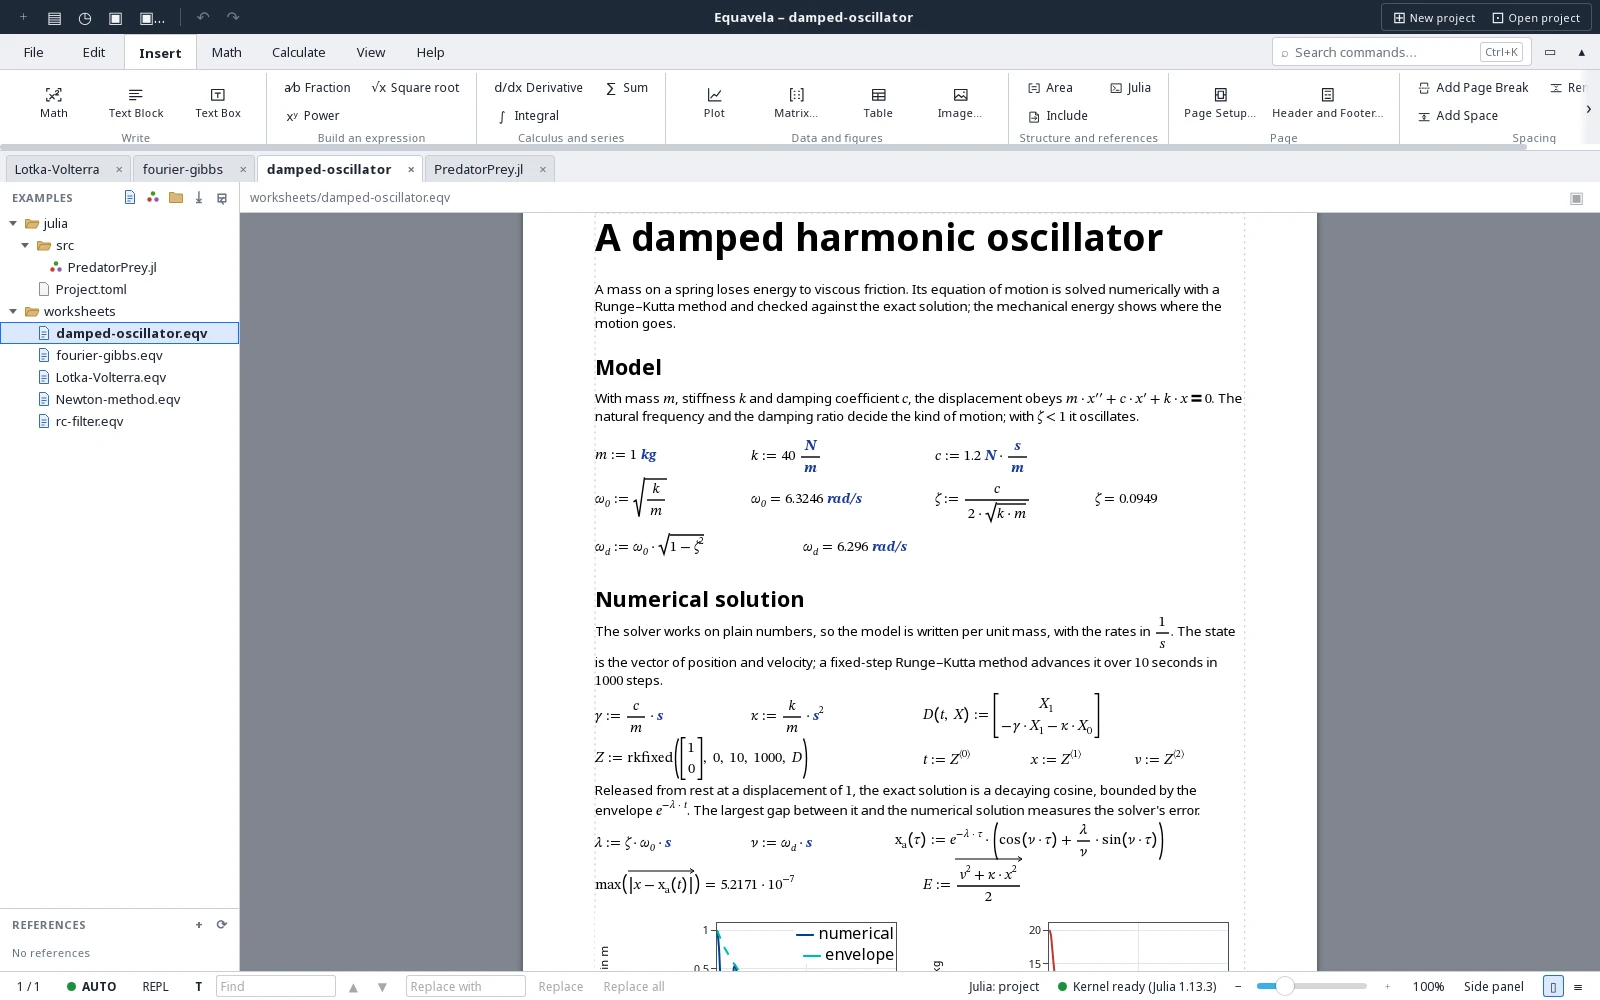 Equavela – damped-oscillator
New project
Open project
File Edit Insert Math Calculate View Help
Search commands... Ctrl+K
Math Text Block Text Box
Write
a/b Fraction √x Square root
xʸ Power
Build an expression
d/dx Derivative ∑ Sum
∫ Integral
Calculus and series
Plot Matrix... Table Image...
Data and figures
Area Julia
Include
Structure and references
Page Setup... Header and Footer...
Page
Add Page Break
Add Space
Spacing
Lotka-Volterra × fourier-gibbs × damped-oscillator × PredatorPrey.jl ×
EXAMPLES
julia
src
PredatorPrey.jl
Project.toml
worksheets
damped-oscillator.eqv
fourier-gibbs.eqv
Lotka-Volterra.eqv
Newton-method.eqv
rc-filter.eqv
REFERENCES + ⟳
No references
worksheets/damped-oscillator.eqv
A damped harmonic oscillator
A mass on a spring loses energy to viscous friction. Its equation of motion is solved numerically with a
Runge–Kutta method and checked against the exact solution; the mechanical energy shows where the
motion goes.
Model
With mass m, stiffness k and damping coefficient c, the displacement obeys m · x′′ + c · x′ + k · x = 0. The
natural frequency and the damping ratio decide the kind of motion; with ζ < 1 it oscillates.
m := 1 kg k := 40 N/m c := 1.2 N · s/m
ω₀ := √(k/m) ω₀ = 6.3246 rad/s ζ := c/(2 · √(k · m)) ζ = 0.0949
ω_d := ω₀ · √(1 − ζ²) ω_d = 6.296 rad/s
Numerical solution
The solver works on plain numbers, so the model is written per unit mass, with the rates in 1/s. The state
is the vector of position and velocity; a fixed-step Runge–Kutta method advances it over 10 seconds in
1000 steps.
γ := c/m · s κ := k/m · s² D(t, X) := [X₁; −γ · X₁ − κ · X₀]
Z := rkfixed([1; 0], 0, 10, 1000, D) t := Z⟨0⟩ x := Z⟨1⟩ v := Z⟨2⟩
Released from rest at a displacement of 1, the exact solution is a decaying cosine, bounded by the
envelope e^(−λ · t). The largest gap between it and the numerical solution measures the solver's error.
λ := ζ · ω₀ · s ν := ω_d · s xₐ(τ) := e^(−λ · τ) · (cos(ν · τ) + λ/ν · sin(ν · τ))
max(|x − xₐ(t)|) = 5.2171 · 10⁻⁷ E := (v² + κ · x²)/2
1
0.5
in m
numerical
envelope
20
15
kg
1 / 1 AUTO REPL T Find Replace with Replace Replace all
Julia: project Kernel ready (Julia 1.13.3) − + 100% Side panel